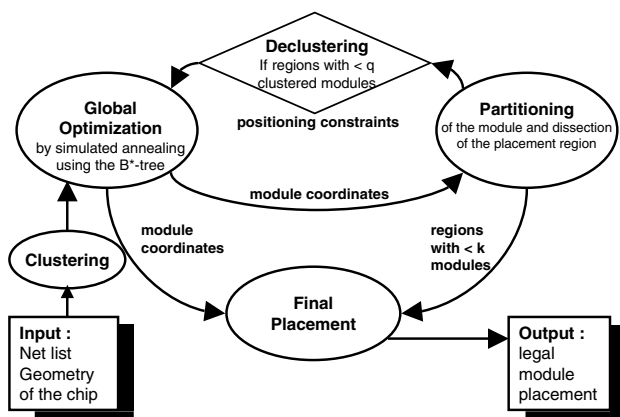 Declustering
If regions with < q
clustered modules
positioning constraints
Global
Optimization
by simulated annealing
using the B*-tree
Partitioning
of the module and dissection
of the placement region
module coordinates
module
coordinates
regions
with < k
modules
Clustering
Final
Placement
Input :
Net list
Geometry
of the chip
Output :
legal
module
placement